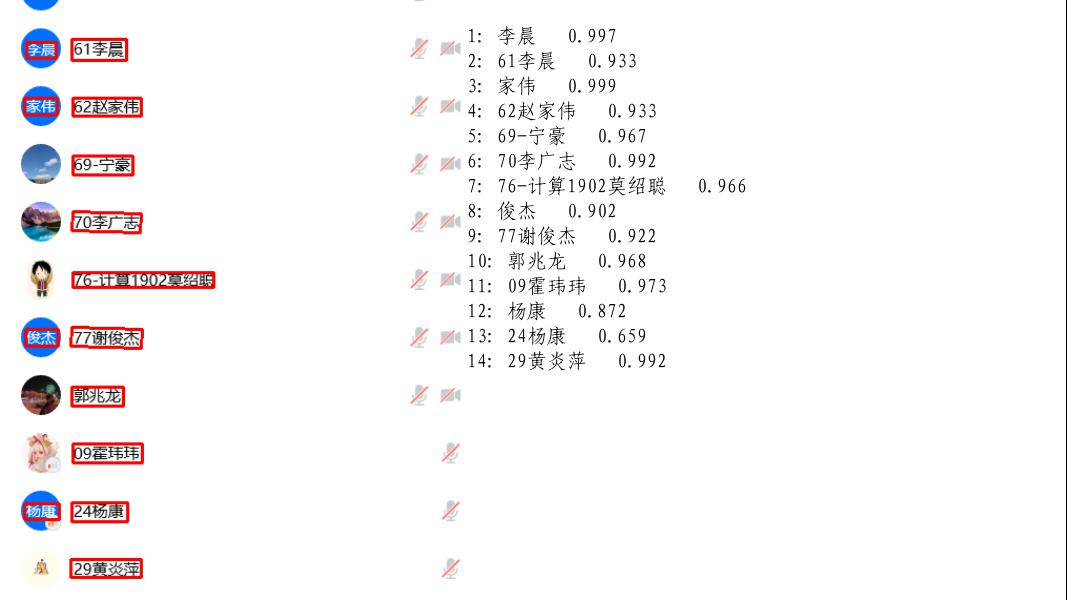 李晨 61李晨
家伟 62赵家伟
69-宁豪
70李广志
76-计算1902莫绍聪
俊杰 77谢俊杰
郭兆龙
09霍玮玮
杨康 24杨康
29黄炎萍
1: 李晨 0.997
2: 61李晨 0.933
3: 家伟 0.999
4: 62赵家伟 0.933
5: 69-宁豪 0.967
6: 70李广志 0.992
7: 76-计算1902莫绍聪 0.966
8: 俊杰 0.902
9: 77谢俊杰 0.922
10: 郭兆龙 0.968
11: 09霍玮玮 0.973
12: 杨康 0.872
13: 24杨康 0.659
14: 29黄炎萍 0.992